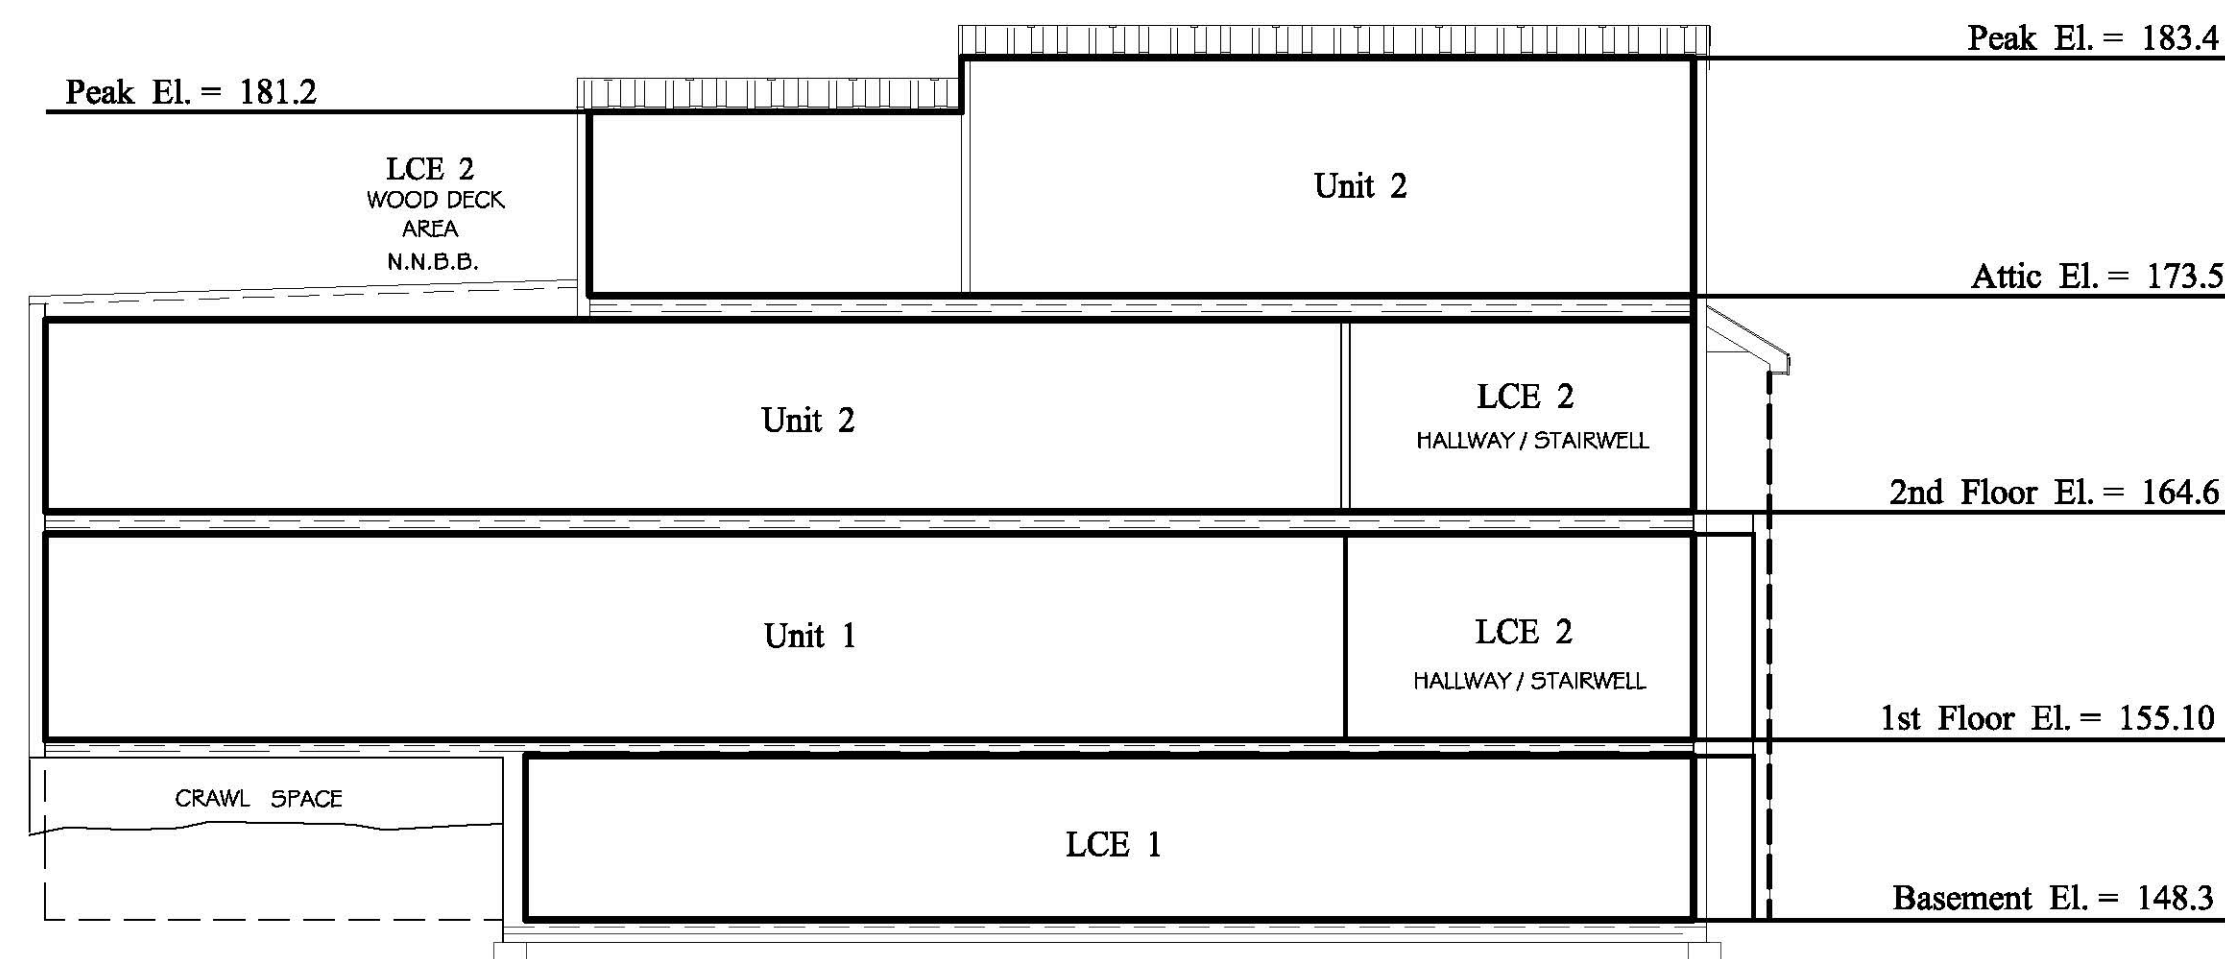 Peak El. = 183.4
Peak El. = 181.2
LCE 2
WOOD DECK
AREA
N.N.B.B.
Unit 2
Attic El. = 173.5
Unit 2
LCE 2
HALLWAY / STAIRWELL
2nd Floor El. = 164.6
Unit 1
LCE 2
HALLWAY / STAIRWELL
1st Floor El. = 155.10
CRAWL SPACE
LCE 1
Basement El. = 148.3